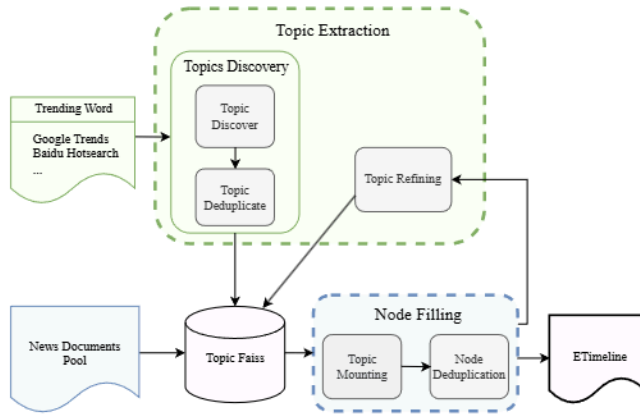 Topic Extraction
Topics Discovery
Topic
Discover
Topic
Deduplicate
Trending Word
Google Trends
Baidu Hotsearch
...
Topic Refining
News Documents
Pool
Topic Faiss
Node Filling
Topic
Mounting
Node
Deduplication
ETimeline